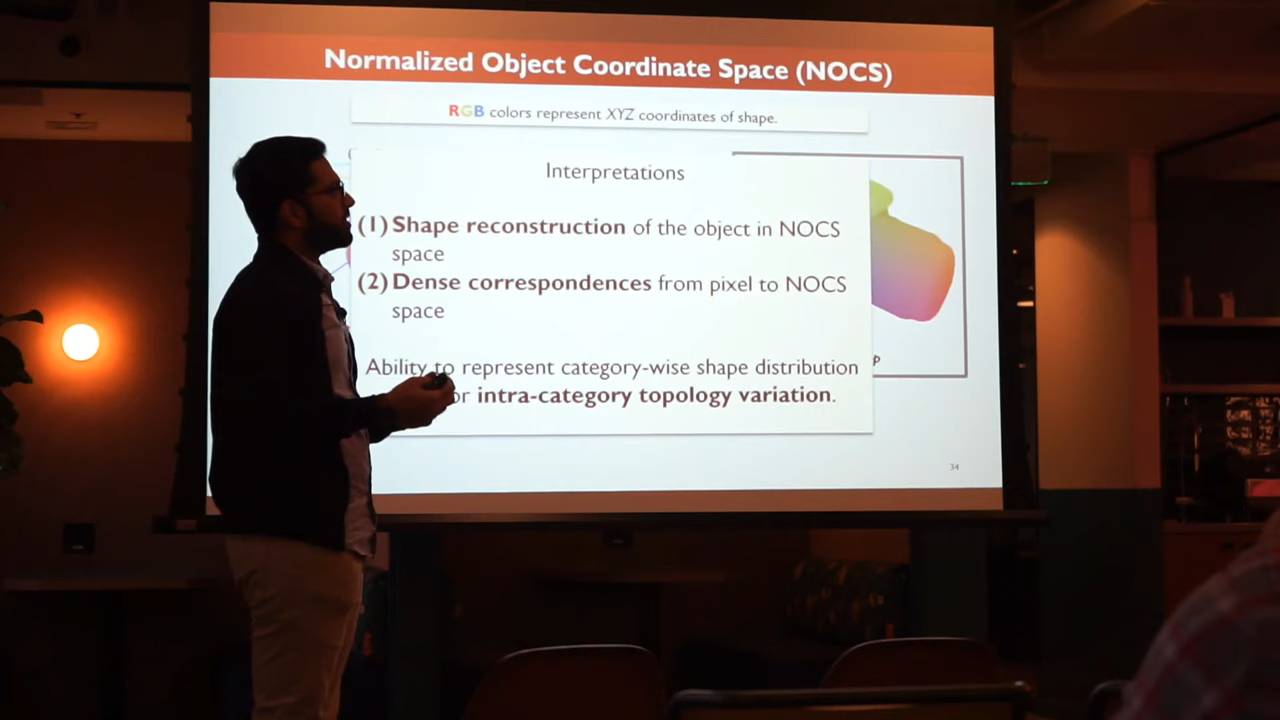 Normalized Object Coordinate Space (NOCS)
RGB colors represent XYZ coordinates of shape.
Interpretations
(1) Shape reconstruction of the object in NOCS
space
(2) Dense correspondences from pixel to NOCS
space
Ability to represent category-wise shape distribution
or intra-category topology variation.
34